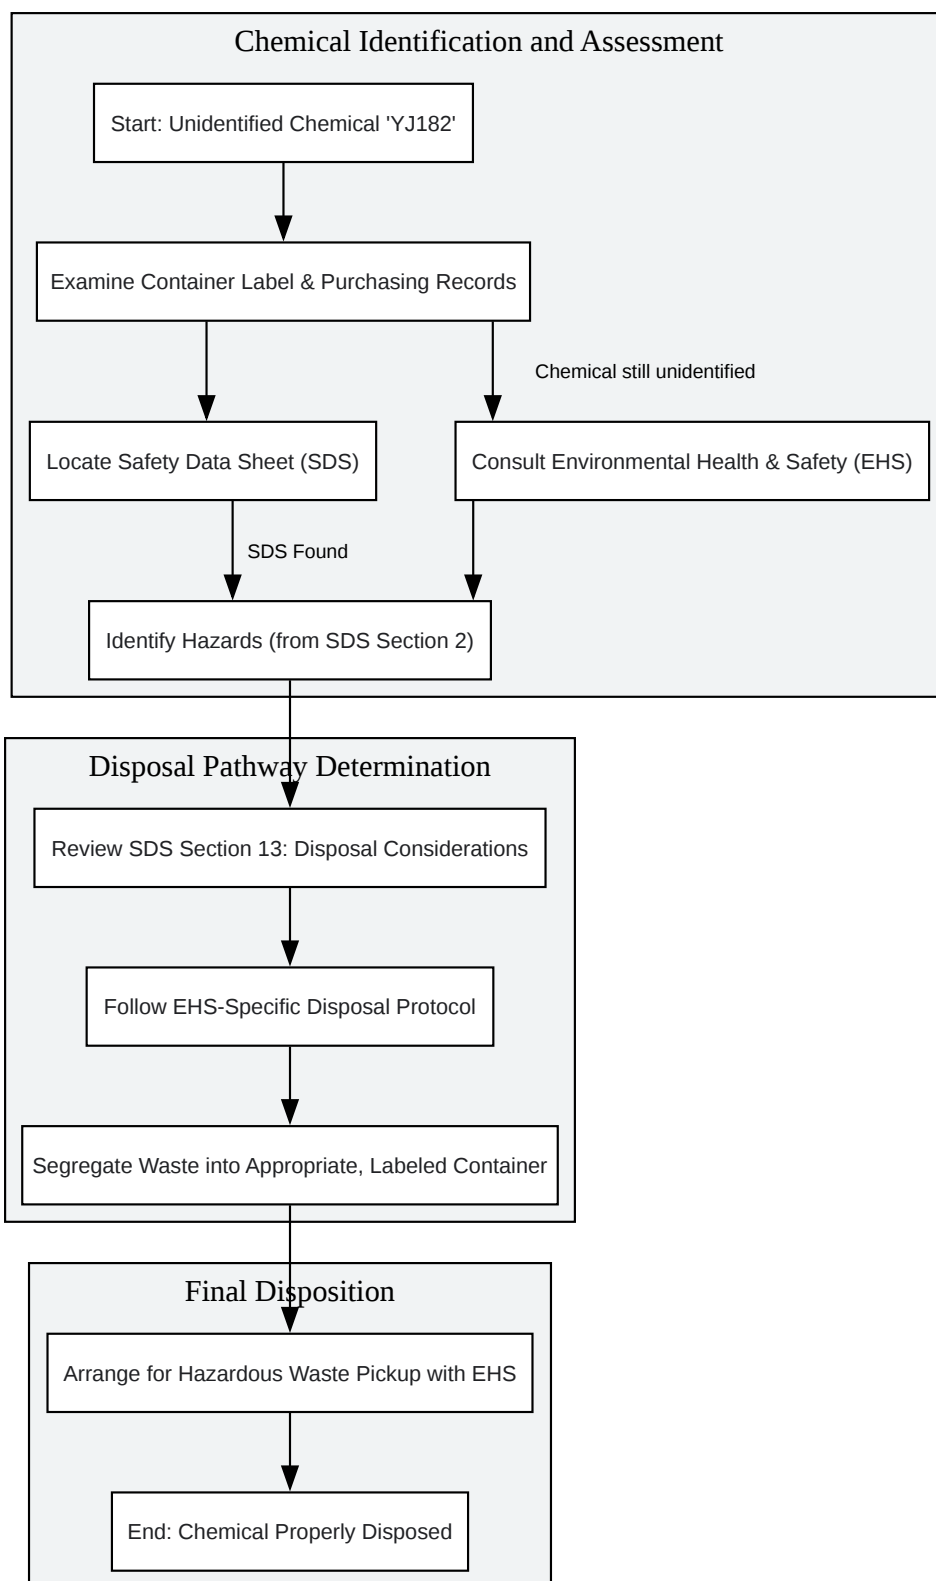 Chemical Identification and Assessment
Start: Unidentified Chemical 'YJ182'
Examine Container Label & Purchasing Records
Chemical still unidentified
Locate Safety Data Sheet (SDS)
Consult Environmental Health & Safety (EHS)
SDS Found
Identify Hazards (from SDS Section 2)
Disposal Pathway Determination
Review SDS Section 13: Disposal Considerations
Follow EHS-Specific Disposal Protocol
Segregate Waste into Appropriate, Labeled Container
Final Disposition
Arrange for Hazardous Waste Pickup with EHS
End: Chemical Properly Disposed